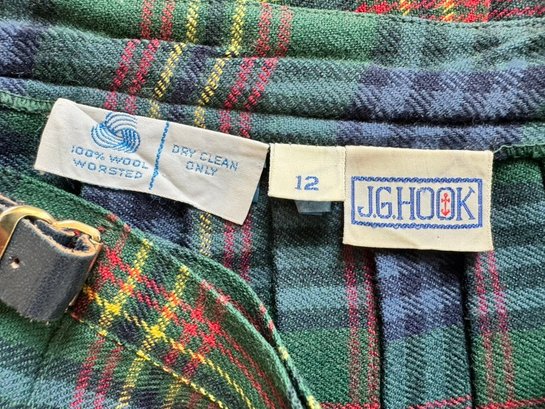 100% WOOL
WORSTED
DRY CLEAN
ONLY
12
J.G.HOOK